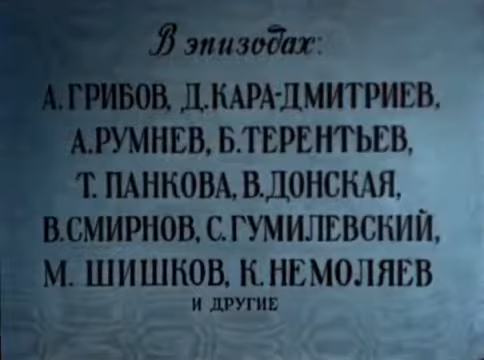 В эпизодах:
А. ГРИБОВ, Д. КАРА-ДМИТРИЕВ,
А. РУМНЕВ, Б. ТЕРЕНТЬЕВ,
Т. ПАНКОВА, В. ДОНСКАЯ,
В. СМИРНОВ, С. ГУМИЛЕВСКИЙ,
М. ШИШКОВ, К. НЕМОЛЯЕВ
И ДРУГИЕ